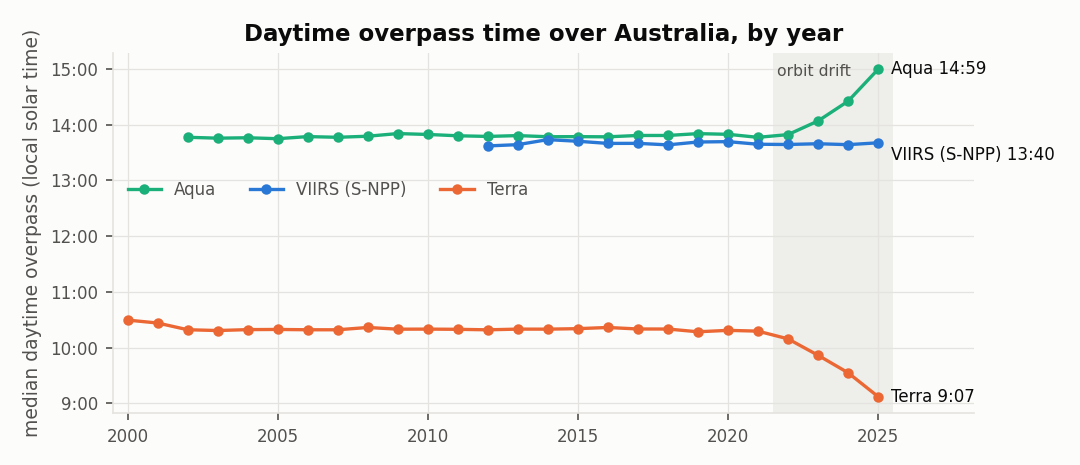 Daytime overpass time over Australia, by year
median daytime overpass (local solar time)
15:00
14:00
13:00
12:00
11:00
10:00
9:00
orbit drift
Aqua 14:59
VIIRS (S-NPP) 13:40
Aqua
VIIRS (S-NPP)
Terra
Terra 9:07
2000
2005
2010
2015
2020
2025